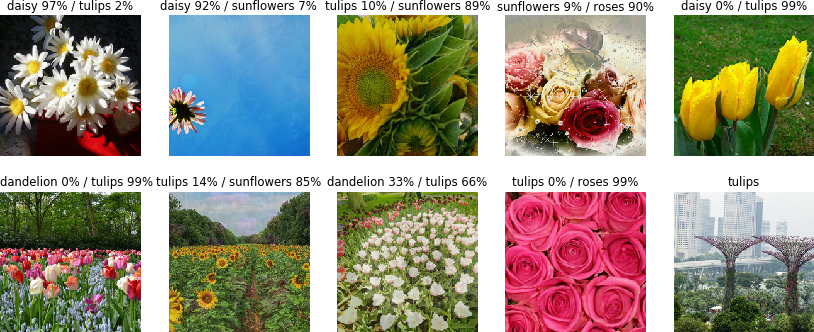 daisy 97% / tulips 2%
daisy 92% / sunflowers 7%
tulips 10% / sunflowers 89%
sunflowers 9% / roses 90%
daisy 0% / tulips 99%
dandelion 0% / tulips 99%
tulips 14% / sunflowers 85%
dandelion 33% / tulips 66%
tulips 0% / roses 99%
tulips